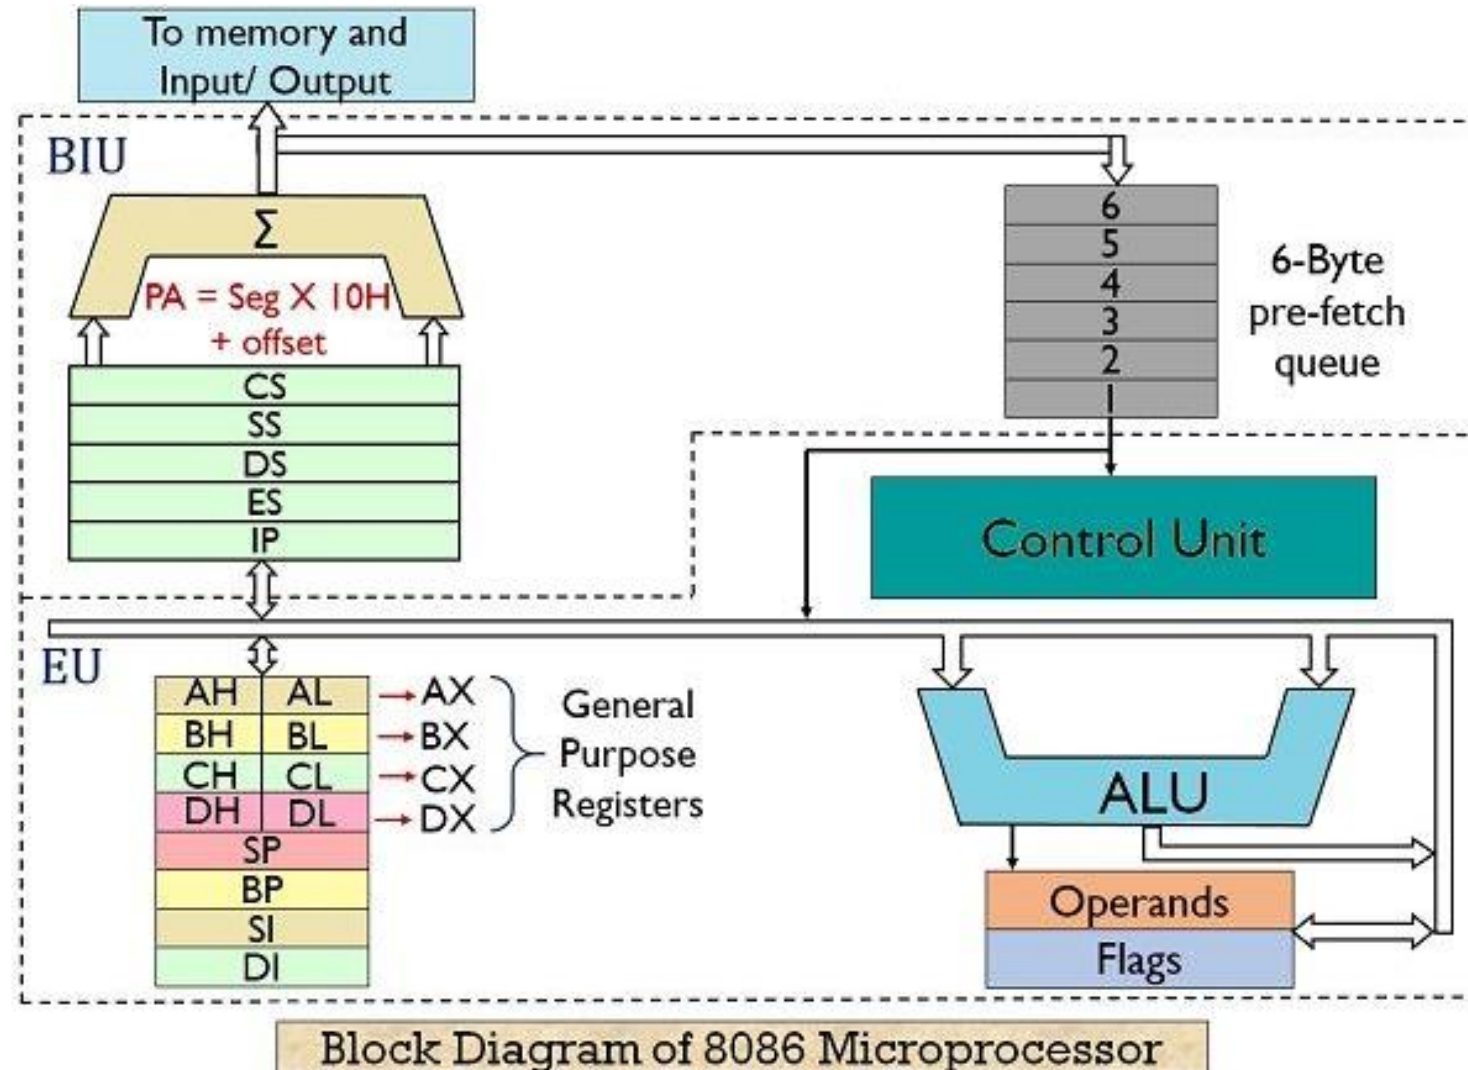 To memory and
Input/ Output
BIU
Σ
PA = Seg X 10H
+ offset
CS
SS
DS
ES
IP
6
5
4
3
2
1
6-Byte
pre-fetch
queue
Control Unit
EU
AH AL AX
BH BL BX
CH CL CX
DH DL DX
SP
BP
SI
DI
General
Purpose
Registers
ALU
Operands
Flags
Block Diagram of 8086 Microprocessor